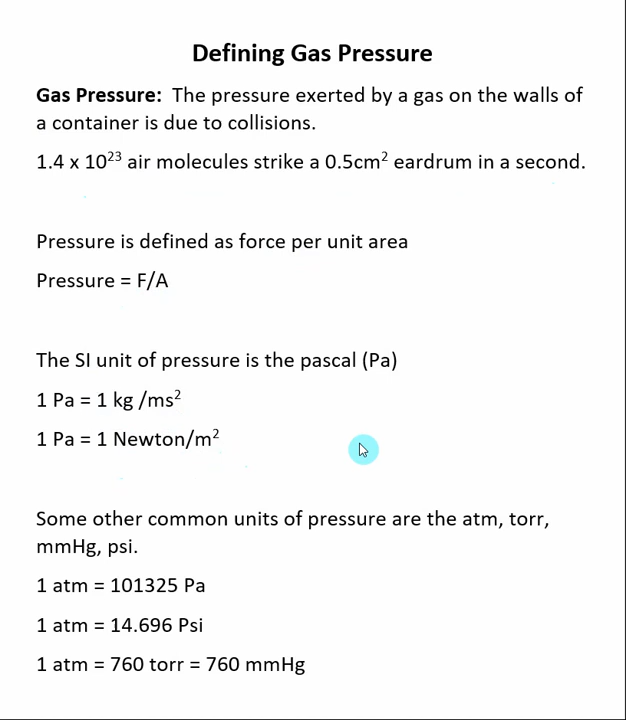 Defining Gas Pressure
Gas Pressure:  The pressure exerted by a gas on the walls of
a container is due to collisions.
1.4 x 10²³ air molecules strike a 0.5cm² eardrum in a second.
Pressure is defined as force per unit area
Pressure = F/A
The SI unit of pressure is the pascal (Pa)
1 Pa = 1 kg /ms²
1 Pa = 1 Newton/m²
Some other common units of pressure are the atm, torr,
mmHg, psi.
1 atm = 101325 Pa
1 atm = 14.696 Psi
1 atm = 760 torr = 760 mmHg